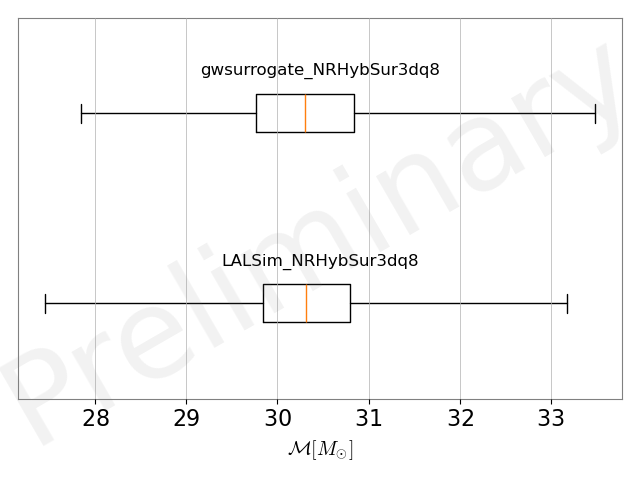 gwsurrogate_NRHybSur3dq8
LALSim_NRHybSur3dq8
Preliminary
28 29 30 31 32 33
ℳ[M⊙]